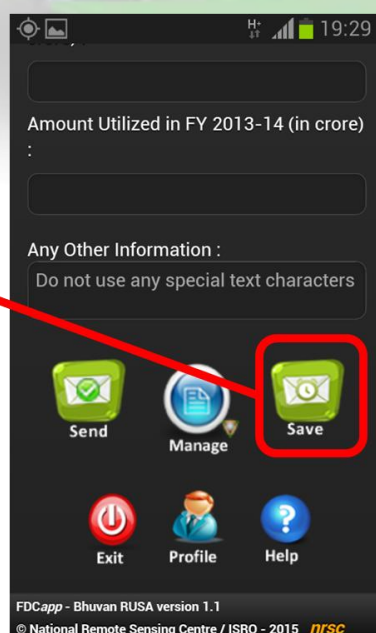 H+ 19:29
Amount Utilized in FY 2013-14 (in crore)
:
Any Other Information :
Do not use any special text characters
Send
Manage
Save
Exit
Profile
Help
FDCapp - Bhuvan RUSA version 1.1
© National Remote Sensing Centre / ISRO - 2015 nrsc